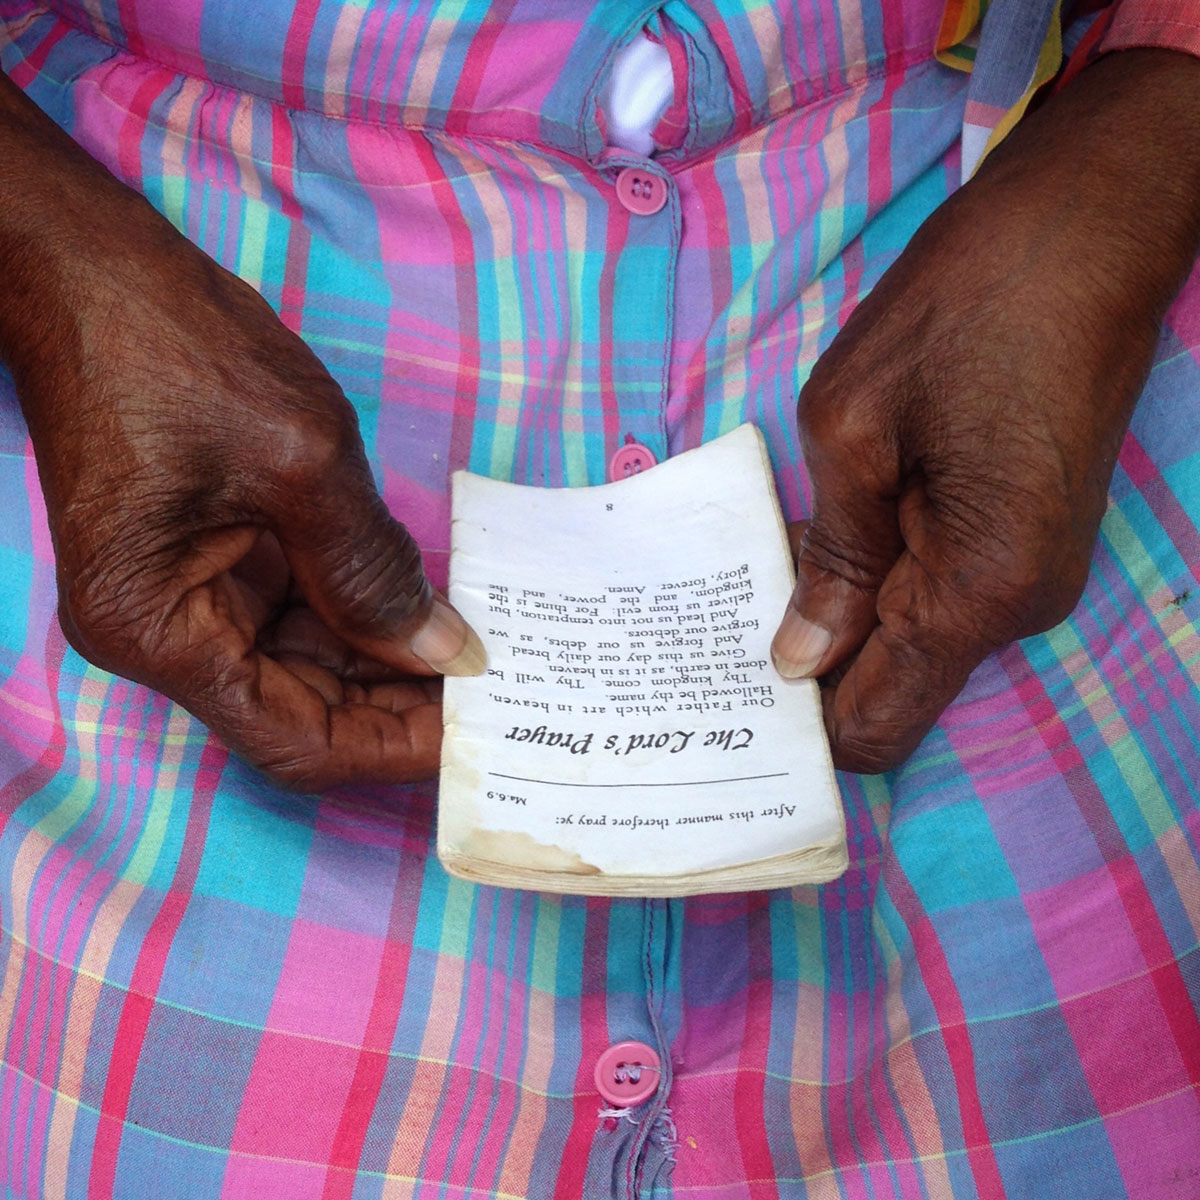 After this manner therefore pray ye:
Ma.6.9
The Lord's Prayer
Our Father which art in heaven,
Hallowed be thy name.
Thy kingdom come. Thy will be
done in earth, as it is in heaven
Give us this day our daily bread.
And forgive us our debts, as we
forgive our debtors.
And lead us not into temptation, but
deliver us from evil: For thine is the
kingdom, and the power, and the
glory, forever. Amen.
8